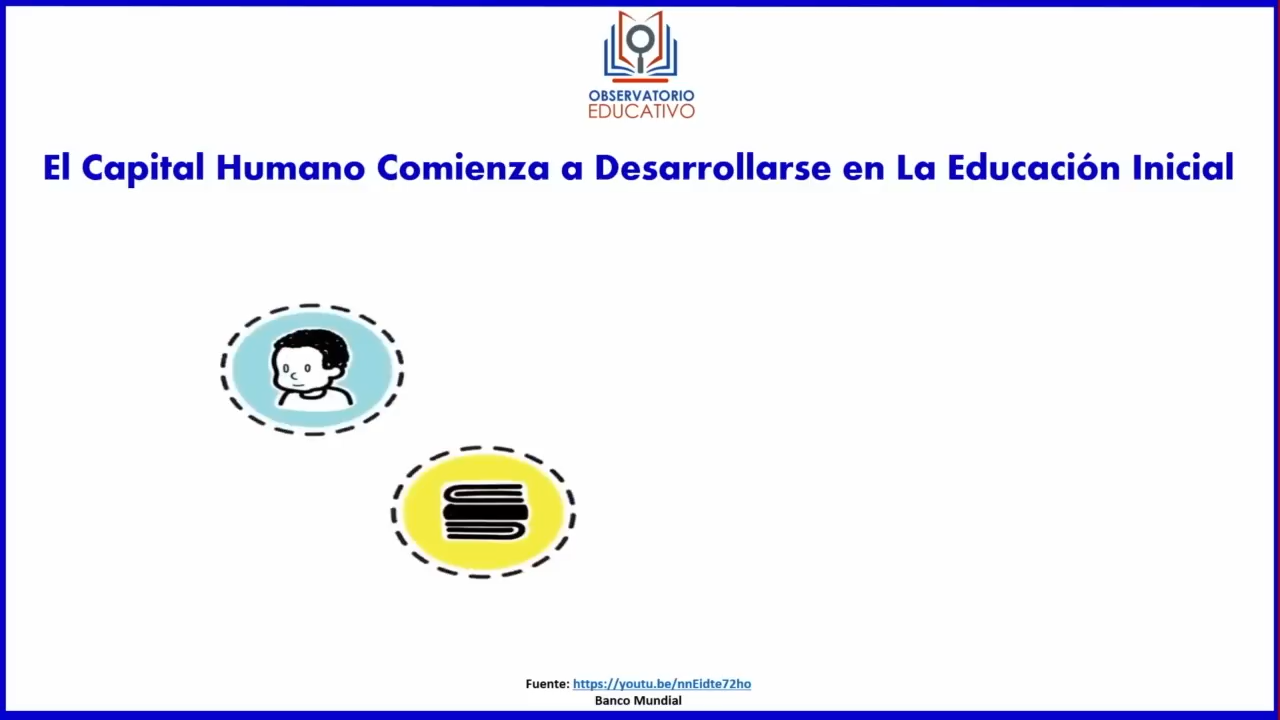 OBSERVATORIO
EDUCATIVO
El Capital Humano Comienza a Desarrollarse en La Educación Inicial
Fuente: https://youtu.be/nnEidte72ho
Banco Mundial